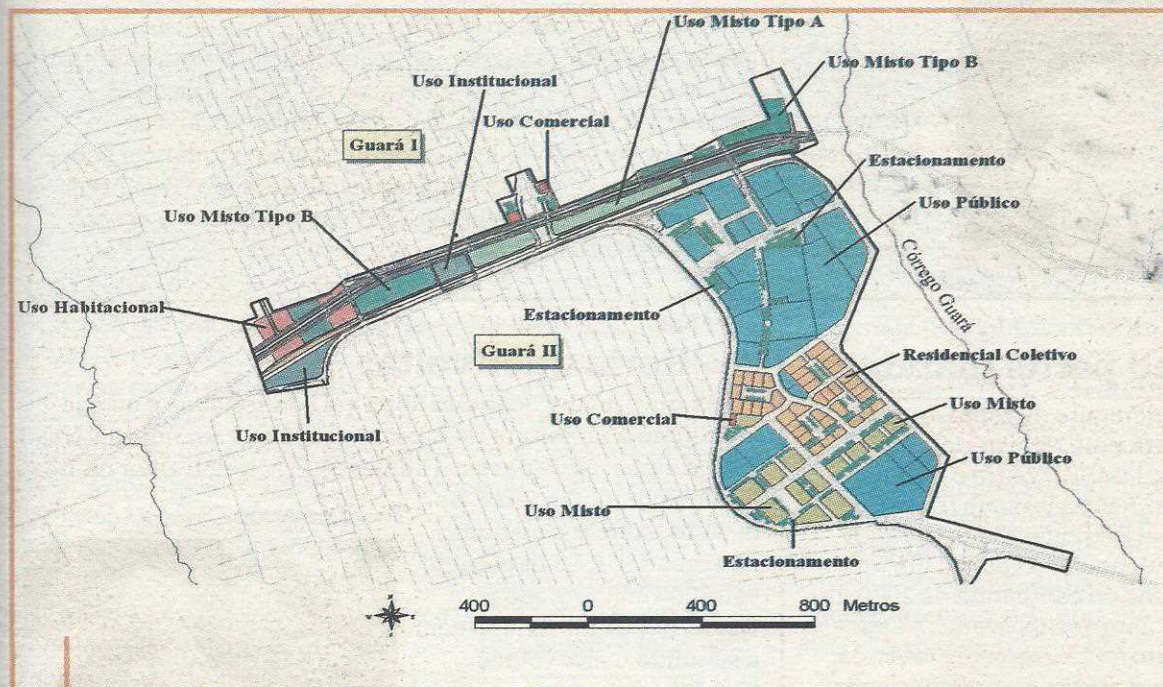 Uso Misto Tipo A
Uso Misto Tipo B
Uso Institucional
Uso Comercial
Guará I
Estacionamento
Uso Público
Uso Misto Tipo B
Córrego Guará
Uso Habitacional
Estacionamento
Guará II
Residencial Coletivo
Uso Misto
Uso Comercial
Uso Institucional
Uso Público
Uso Misto
Estacionamento
400 0 400 800 Metros